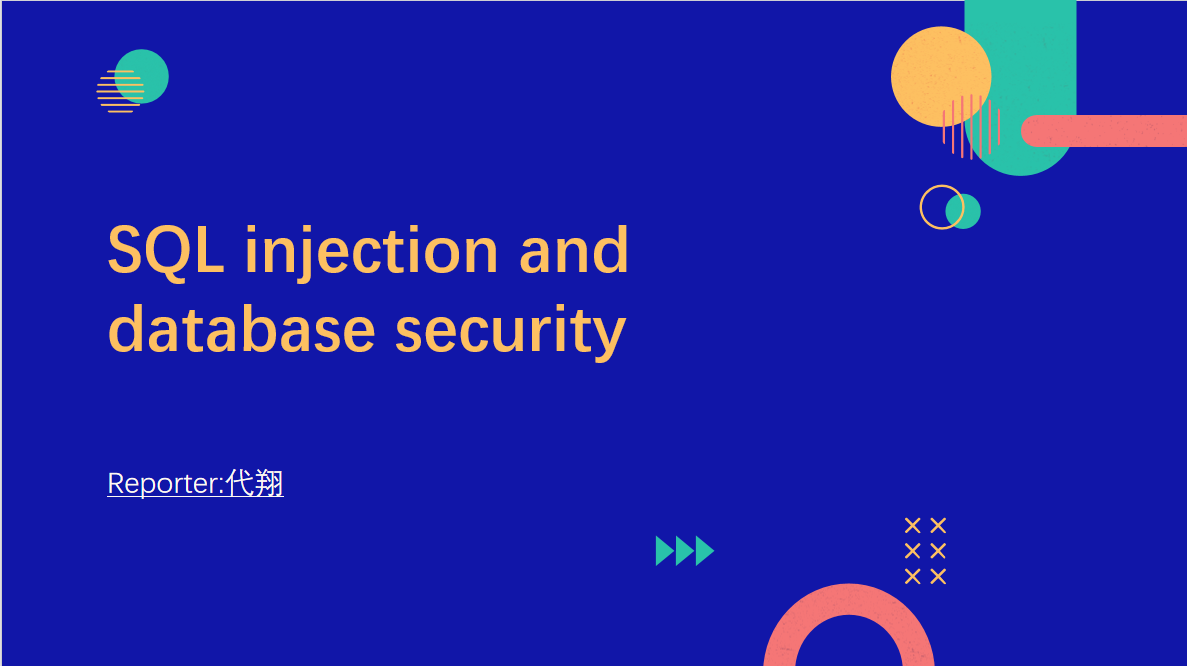 SQL injection and
database security
Reporter:代翔